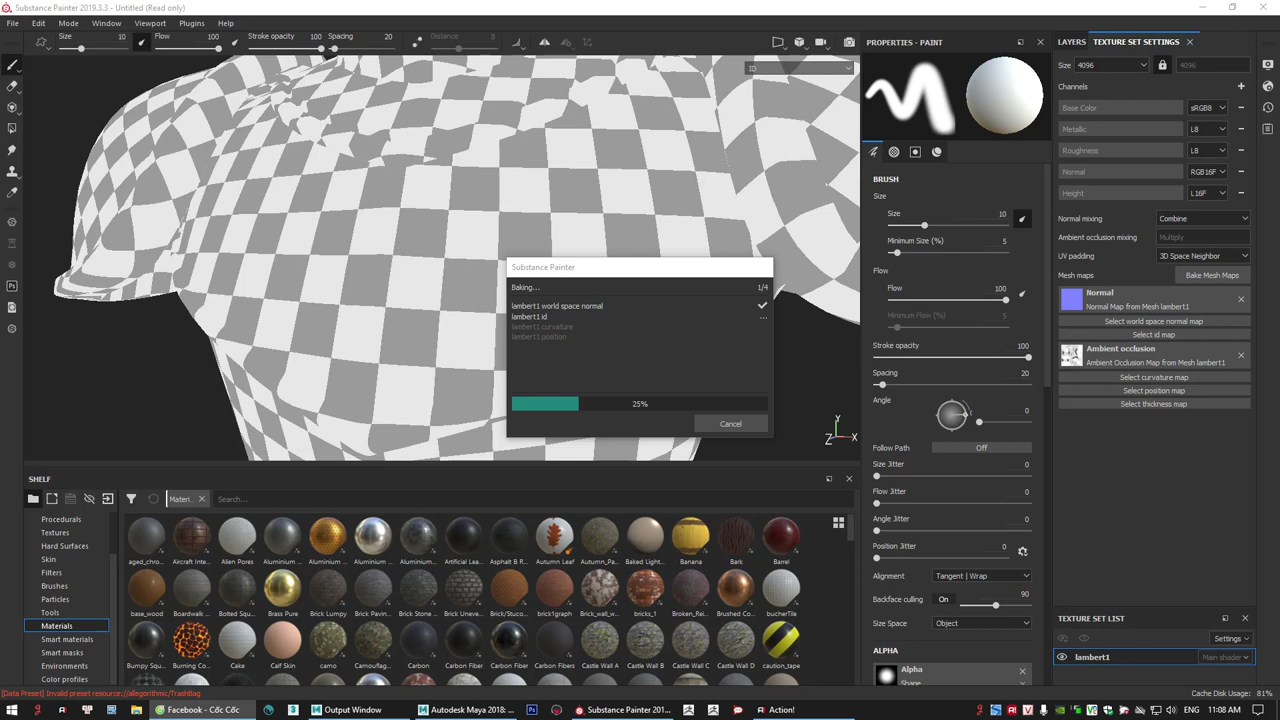 Substance Painter 2019.3.3 - Untitled (Read only)
File Edit Mode Window Viewport Plugins Help
Size 10 Flow 100 Stroke opacity 100 Spacing 20 Distance 8
ID
PROPERTIES - PAINT
BRUSH
Size
Size 10
Minimum Size (%) 5
Flow
Flow 100
Minimum Flow (%) 5
Stroke opacity 100
Spacing 20
Angle 0
Follow Path Off
Size Jitter 0
Flow Jitter 0
Angle Jitter 0
Position Jitter 0
Alignment Tangent | Wrap
Backface culling On 90
Size Space Object
ALPHA
Alpha
Shape
LAYERS TEXTURE SET SETTINGS
Size 4096 4096
Channels
Base Color sRGB8
Metallic L8
Roughness L8
Normal RGB16F
Height L16F
Normal mixing Combine
Ambient occlusion mixing Multiply
UV padding 3D Space Neighbor
Mesh maps Bake Mesh Maps
Normal
Normal Map from Mesh lambert1
Select world space normal map
Select id map
Ambient occlusion
Ambient Occlusion Map from Mesh lambert1
Select curvature map
Select position map
Select thickness map
TEXTURE SET LIST
Settings
lambert1 Main shader
Substance Painter
Baking... 1/4
lambert1 world space normal
lambert1 id ...
lambert1 curvature
lambert1 position
25%
Cancel
Y
Z X
SHELF
Materi... Search...
Procedurals
Textures
Hard Surfaces
Skin
Filters
Brushes
Particles
Tools
Materials
Smart materials
Smart masks
Environments
Color profiles
aged_chro... Aircraft Inte... Alien Pores Aluminium ... Aluminium ... Aluminium ... Aluminium ... Artificial Lea... Asphalt B R... Autumn Leaf Autumn_Pa... Baked Light... Banana Bark Barrel
base_wood Boardwalk ... Bolted Squ... Brass Pure Brick Lumpy Brick Pavin... Brick Stone ... Brick Uneve... Brick/Stuco... brick1graph Brick_wall_w... bricks_1 Broken_Rele... Brushed Co... bucherTile
Bumpy Squ... Burning Co... Cake Calf Skin camo Camouflag... Carbon Carbon Fiber Carbon Fiber Carbon Fiber Castle Wall A Castle Wall B Castle Wall C Castle Wall D caution_tape
[Data Preset] Invalid preset resource://allegorithmic/TrashBag
Cache Disk Usage: 81%
Facebook - Cốc Cốc Output Window Autodesk Maya 2018: ... Substance Painter 201... Action! 11:08 AM